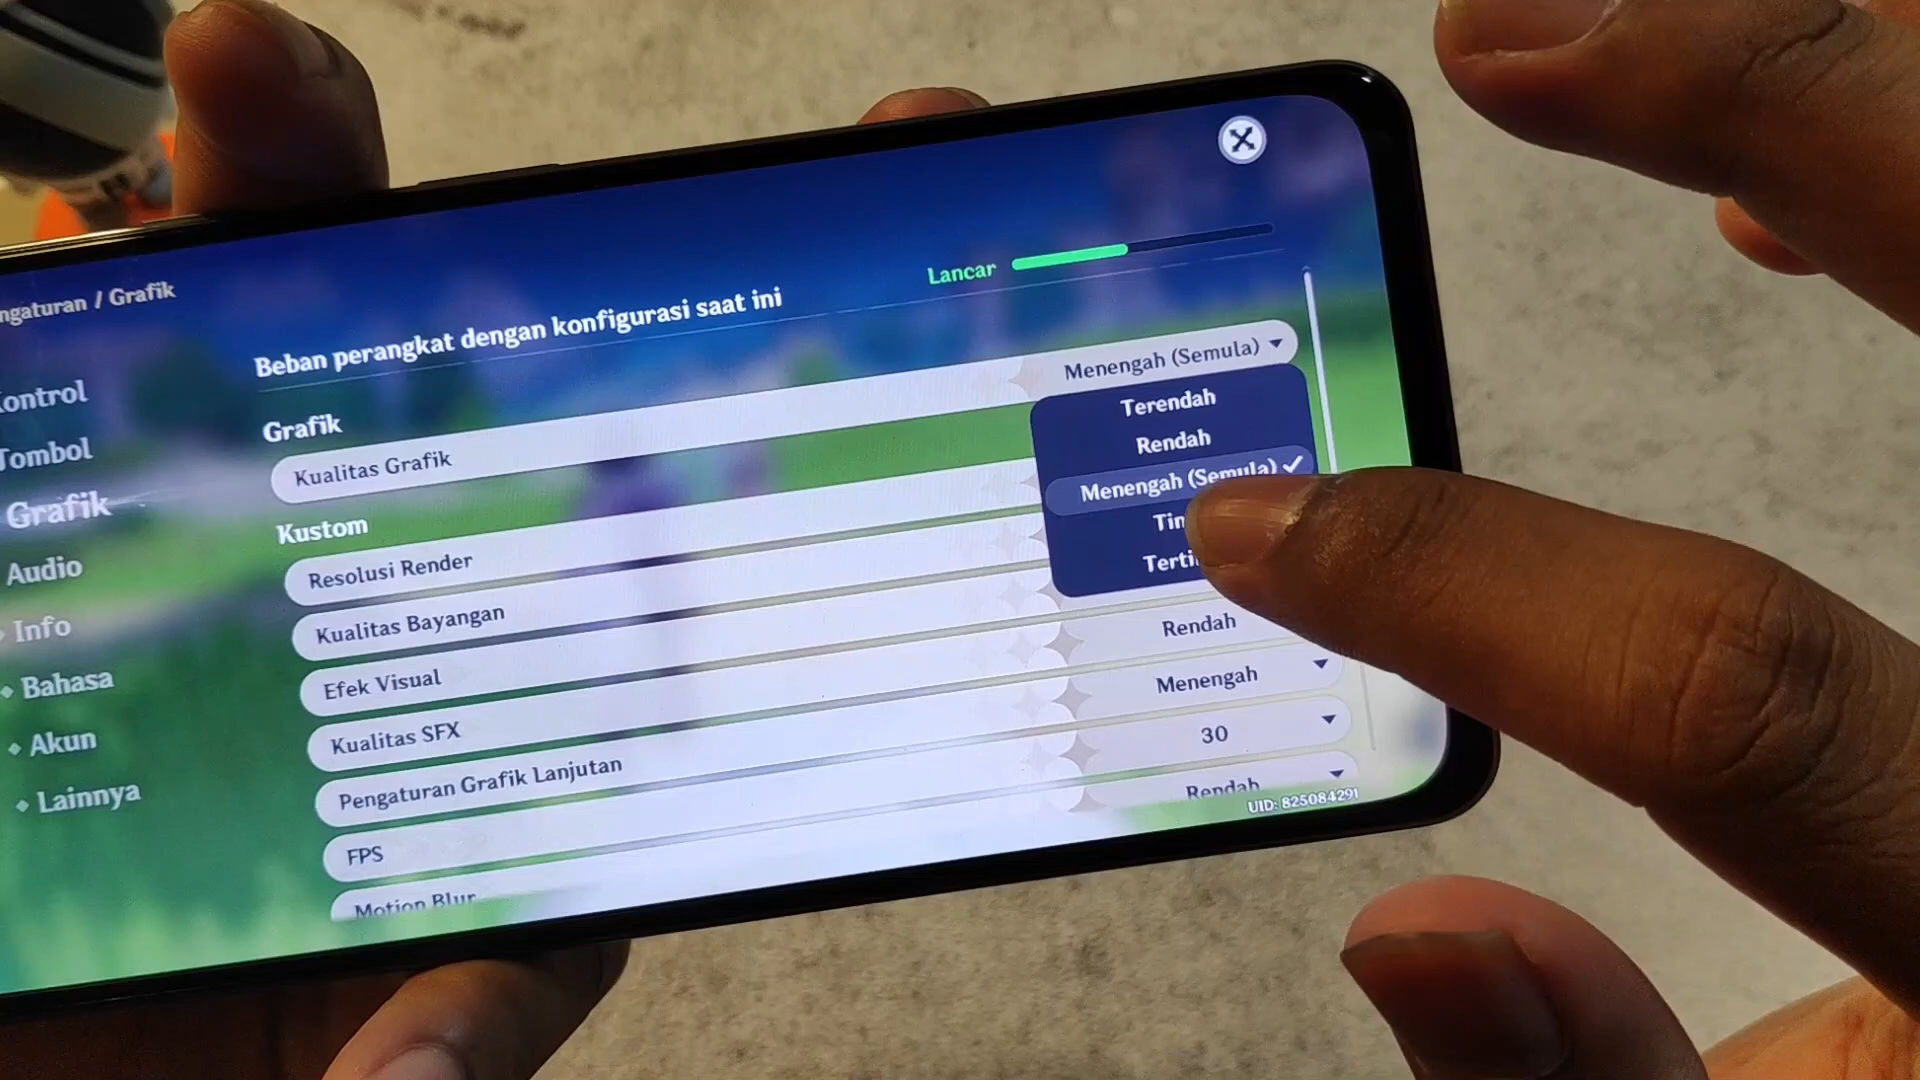 ngaturan / Grafik
ontrol
Tombol
Grafik
Audio
Info
Bahasa
Akun
Lainnya
Beban perangkat dengan konfigurasi saat ini
Lancar
Grafik
Kualitas Grafik
Menengah (Semula)
Terendah
Rendah
Menengah (Semula)
Tin
Terti
Kustom
Resolusi Render
Kualitas Bayangan
Efek Visual
Kualitas SFX
Rendah
Pengaturan Grafik Lanjutan
Menengah
FPS
30
Motion Blur
Rendah
UID: 825084291